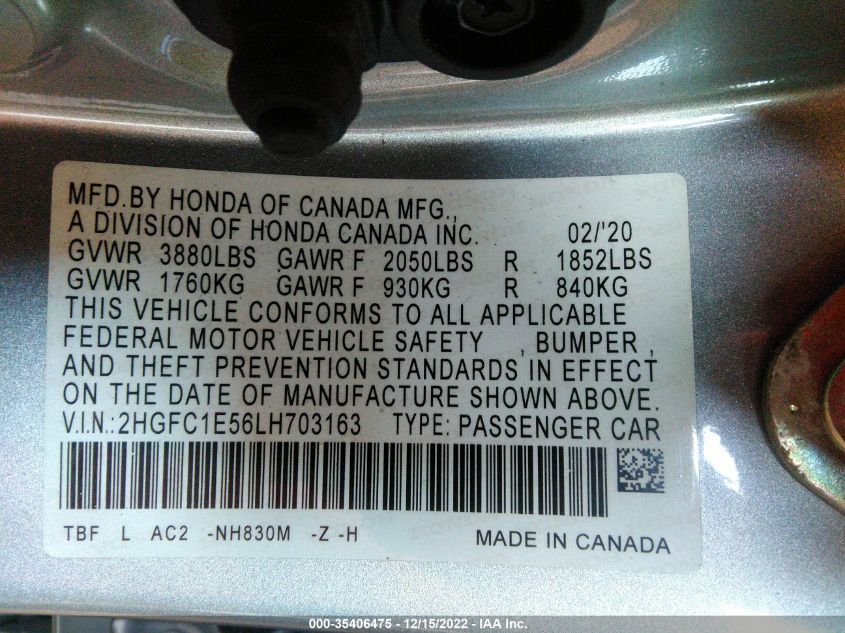 MFD.BY HONDA OF CANADA MFG.,
A DIVISION OF HONDA CANADA INC. 02/'20
GVWR 3880LBS GAWR F 2050LBS R 1852LBS
GVWR 1760KG GAWR F 930KG R 840KG
THIS VEHICLE CONFORMS TO ALL APPLICABLE
FEDERAL MOTOR VEHICLE SAFETY , BUMPER ,
AND THEFT PREVENTION STANDARDS IN EFFECT
ON THE DATE OF MANUFACTURE SHOWN ABOVE.
V.I.N.:2HGFC1E56LH703163 TYPE: PASSENGER CAR
TBF L AC2 -NH830M -Z -H MADE IN CANADA
000-35406475 - 12/15/2022 - IAA Inc.